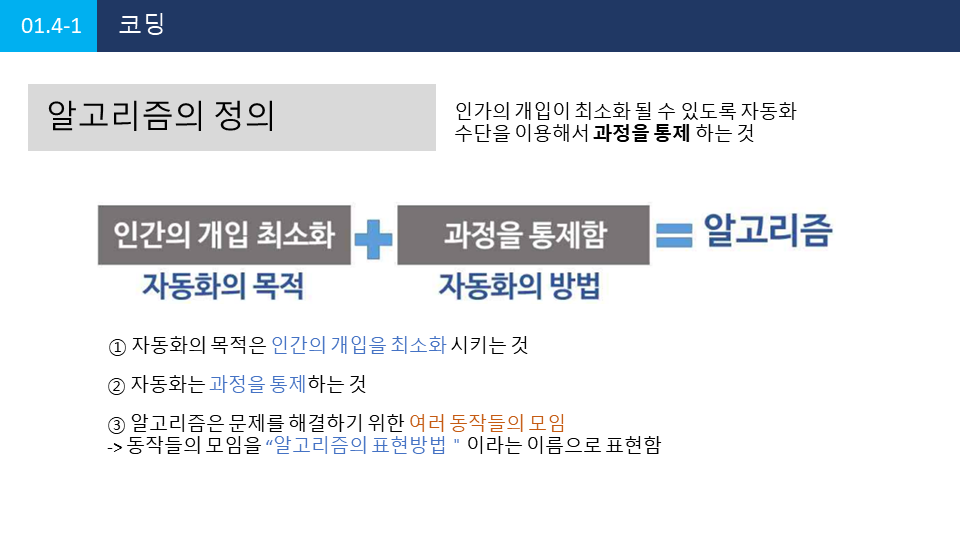 01.4-1 코딩
알고리즘의 정의
인가의 개입이 최소화 될 수 있도록 자동화
수단을 이용해서 과정을 통제 하는 것
인간의 개입 최소화 + 과정을 통제함 = 알고리즘
자동화의 목적 자동화의 방법
① 자동화의 목적은 인간의 개입을 최소화 시키는 것
② 자동화는 과정을 통제하는 것
③ 알고리즘은 문제를 해결하기 위한 여러 동작들의 모임
-> 동작들의 모임을 “알고리즘의 표현방법 " 이라는 이름으로 표현함